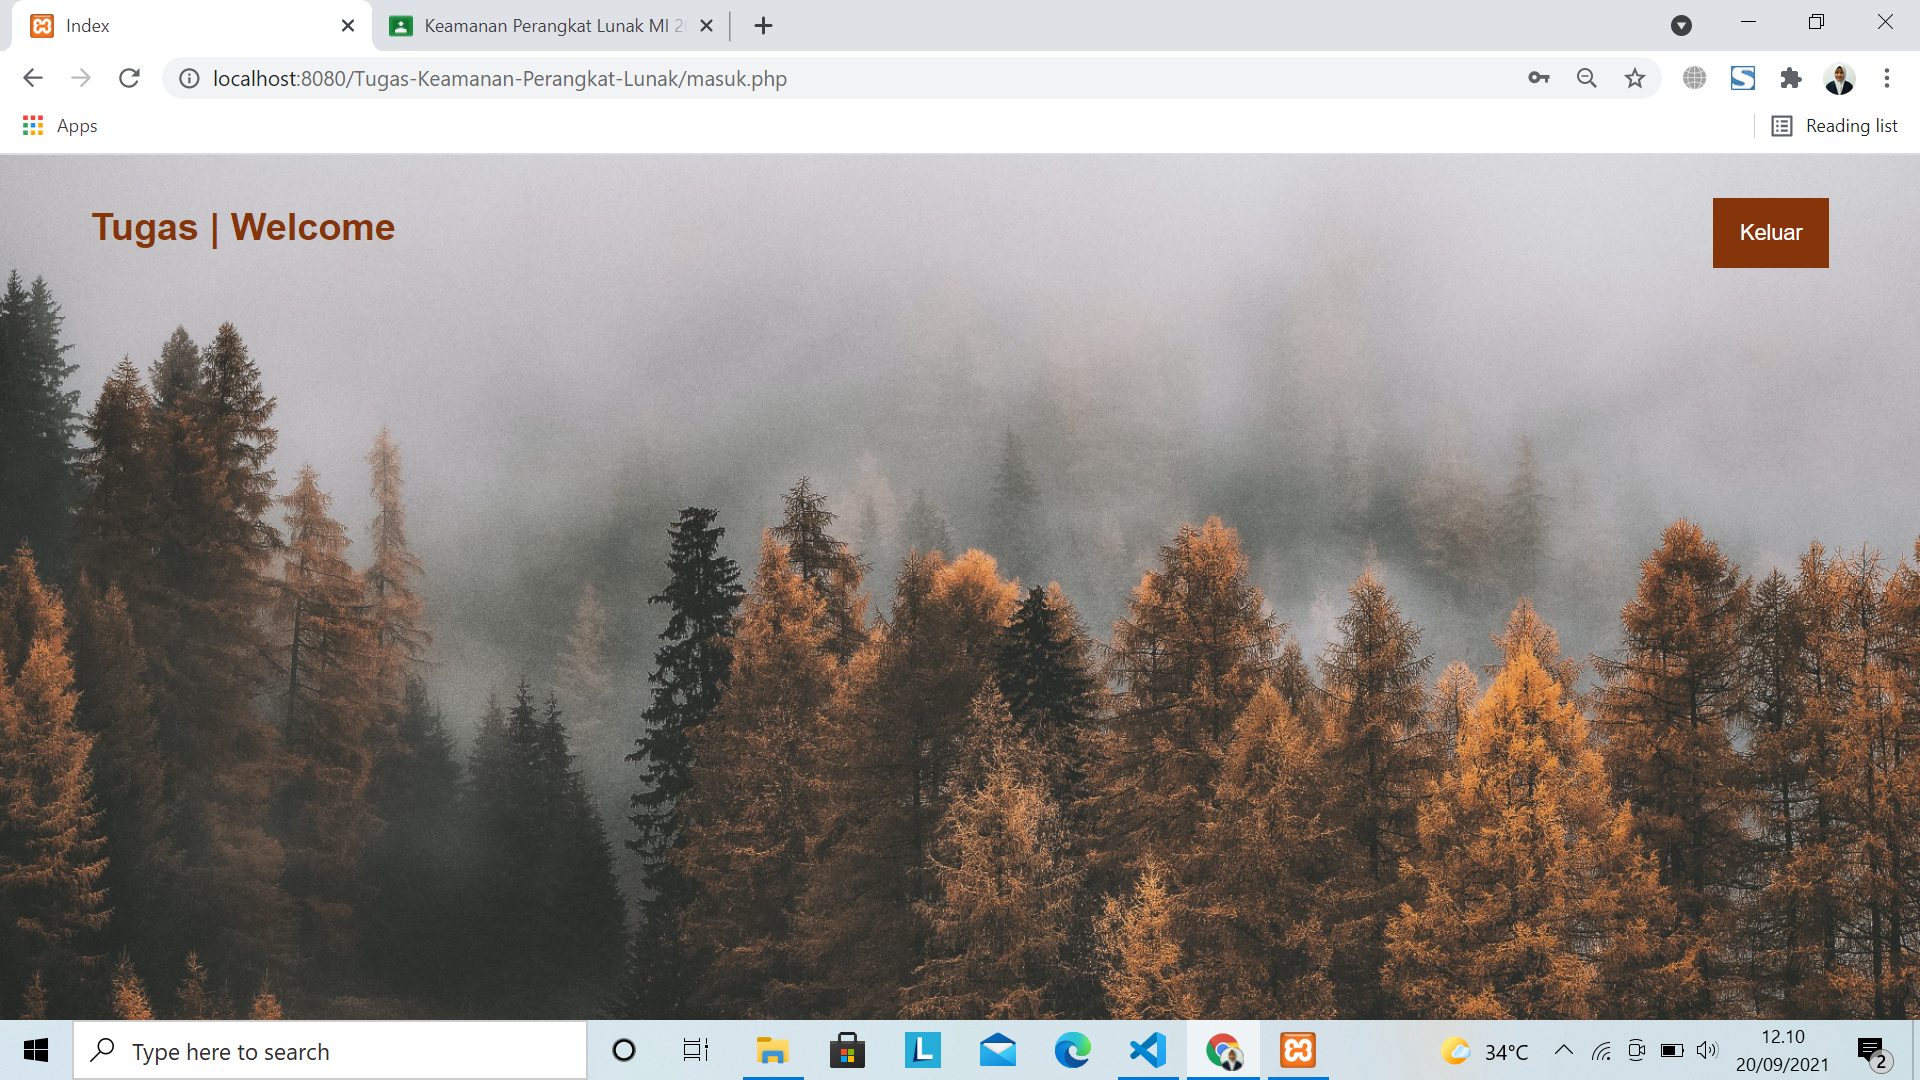 Index
Keamanan Perangkat Lunak MI 2
localhost:8080/Tugas-Keamanan-Perangkat-Lunak/masuk.php
Apps
Reading list
Tugas | Welcome
Keluar
Type here to search
34°C
12.10
20/09/2021
2